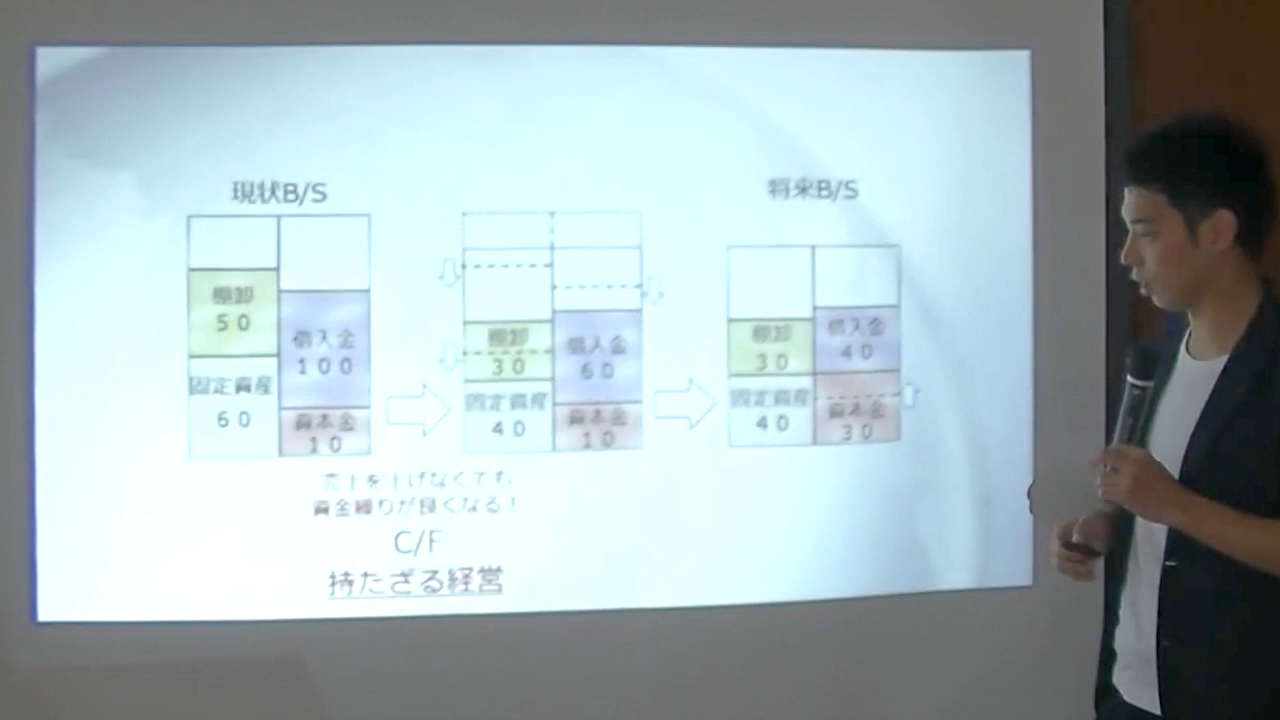 現状B/S
棚卸
50
固定資産
60
借入金
100
資本金
10
棚卸
30
固定資産
40
借入金
60
資本金
10
将来B/S
棚卸
30
固定資産
40
借入金
40
資本金
30
売上を上げなくても
資金繰りが良くなる！
C/F
持たざる経営